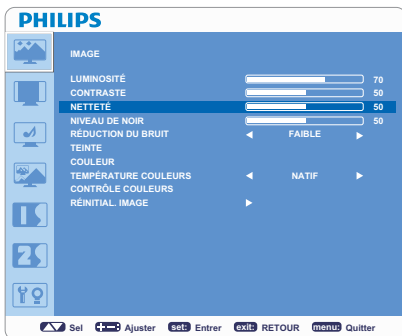 PHILIPS
IMAGE
LUMINOSITÉ 70
CONTRASTE 50
NETTETÉ 50
NIVEAU DE NOIR 50
RÉDUCTION DU BRUIT FAIBLE
TEINTE
COULEUR
TEMPÉRATURE COULEURS NATIF
CONTRÔLE COULEURS
RÉINITIAL. IMAGE
Sel Ajuster set: Entrer exit: RETOUR menu: Quitter